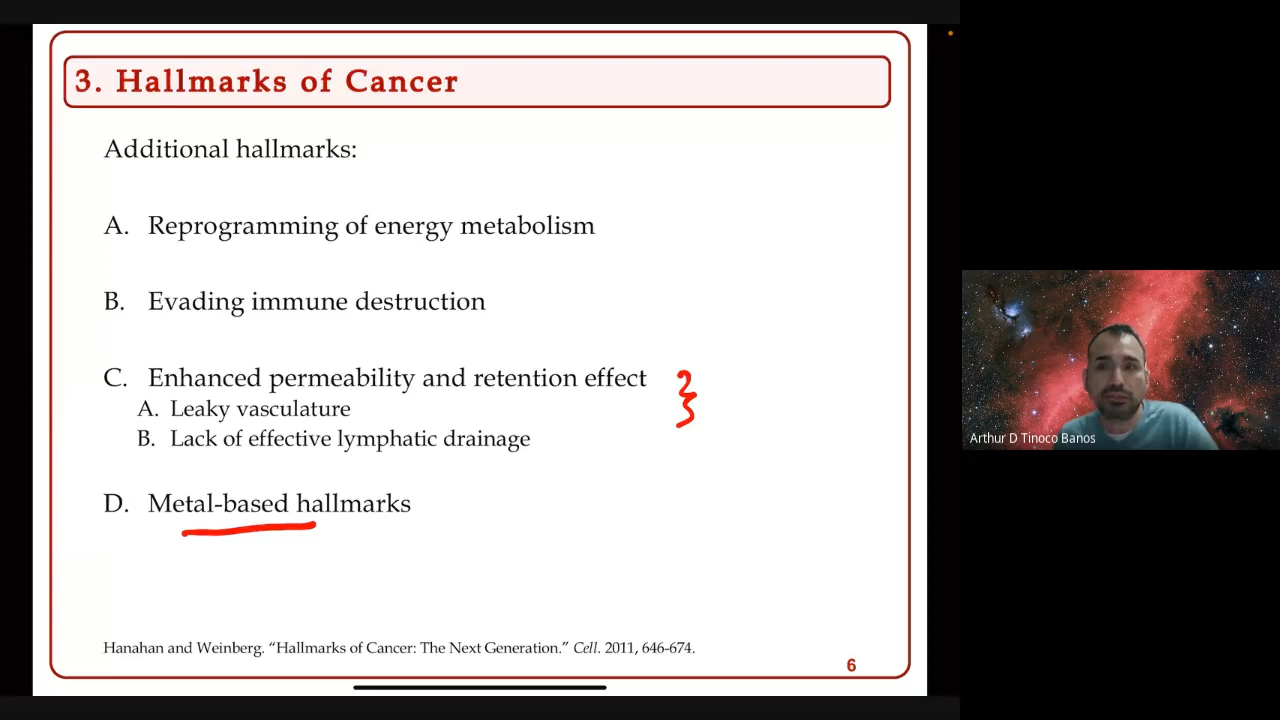 3. Hallmarks of Cancer
Additional hallmarks:
A. Reprogramming of energy metabolism
B. Evading immune destruction
C. Enhanced permeability and retention effect
A. Leaky vasculature
B. Lack of effective lymphatic drainage
D. Metal-based hallmarks
Hanahan and Weinberg. “Hallmarks of Cancer: The Next Generation.” Cell. 2011, 646-674.
6
Arthur D Tinoco Banos